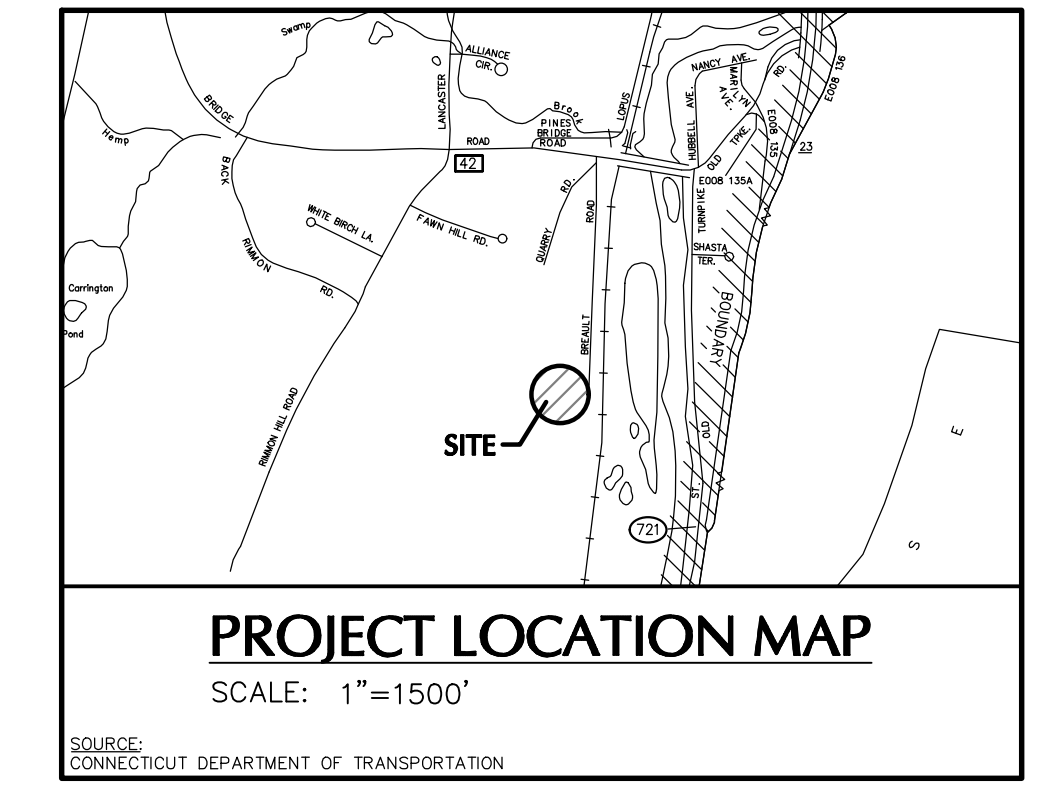 Swamp
ALLIANCE
CIR.
LANCASTER
BRIDGE
Hemp
Brook
PINES
BRIDGE
ROAD
ROAD
42
LOPUS
NANCY AVE.
MARILYN
AVE.
HUBBELL AVE.
RD.
OLD TPKE.
E008 136
E008 135
23
E008 135A
BACK
RIMMON
RD.
WHITE BIRCH LA.
FAWN HILL RD.
QUARRY RD.
BREAULT ROAD
TURNPIKE
SHASTA
TER.
BOUNDARY
Carrington
Pond
RIMMON HILL ROAD
SITE
OLD
ST.
721
E
S
PROJECT LOCATION MAP
SCALE: 1"=1500'
SOURCE:
CONNECTICUT DEPARTMENT OF TRANSPORTATION